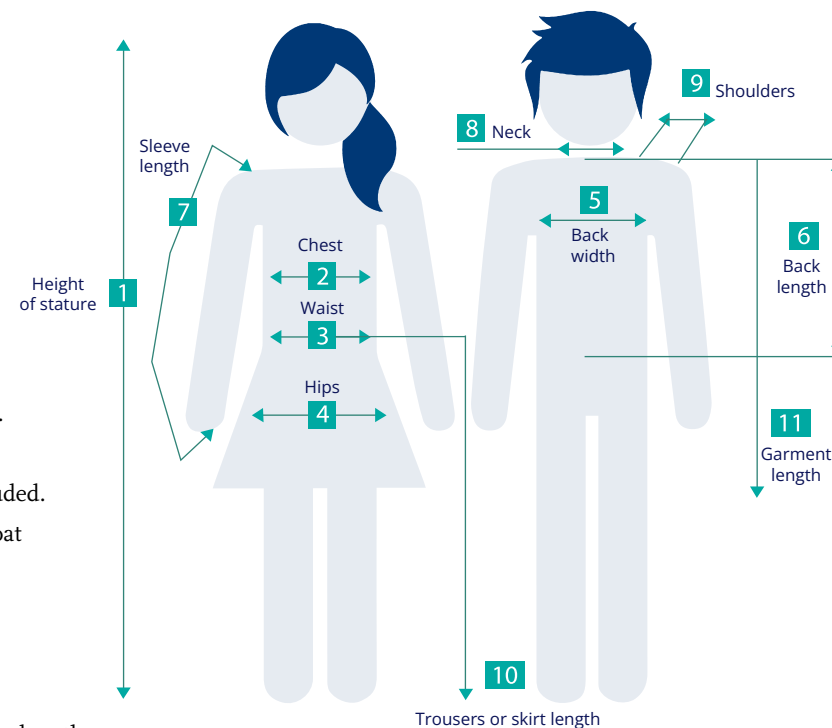 9
Shoulders
8
Neck
Sleeve
length
7
5
Back
width
6
Back
length
Chest
2
Height
of stature
1
Waist
3
Hips
4
.
11
Garment
length
oat
10
Trousers or skirt length